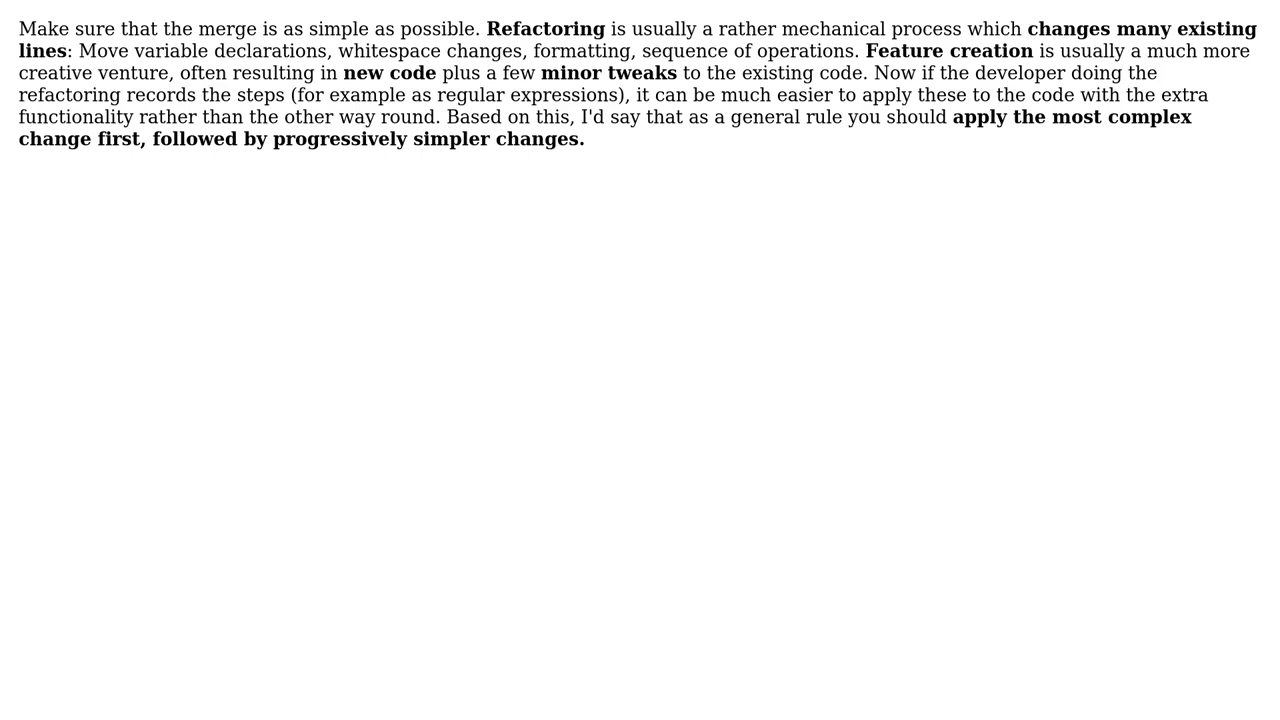 Make sure that the merge is as simple as possible. Refactoring is usually a rather mechanical process which changes many existing
lines: Move variable declarations, whitespace changes, formatting, sequence of operations. Feature creation is usually a much more
creative venture, often resulting in new code plus a few minor tweaks to the existing code. Now if the developer doing the
refactoring records the steps (for example as regular expressions), it can be much easier to apply these to the code with the extra
functionality rather than the other way round. Based on this, I'd say that as a general rule you should apply the most complex
change first, followed by progressively simpler changes.